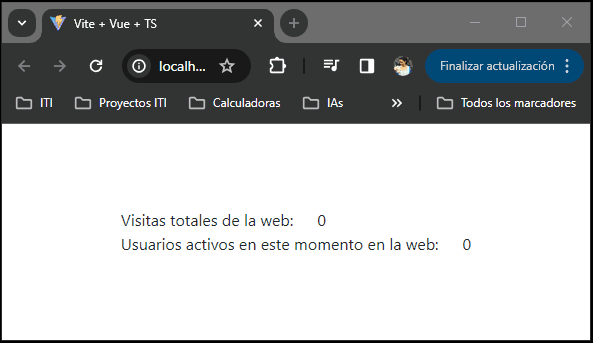 Vite + Vue + TS
localh...
Finalizar actualización
ITI
Proyectos ITI
Calculadoras
IAs
Todos los marcadores
Visitas totales de la web: 0
Usuarios activos en este momento en la web: 0